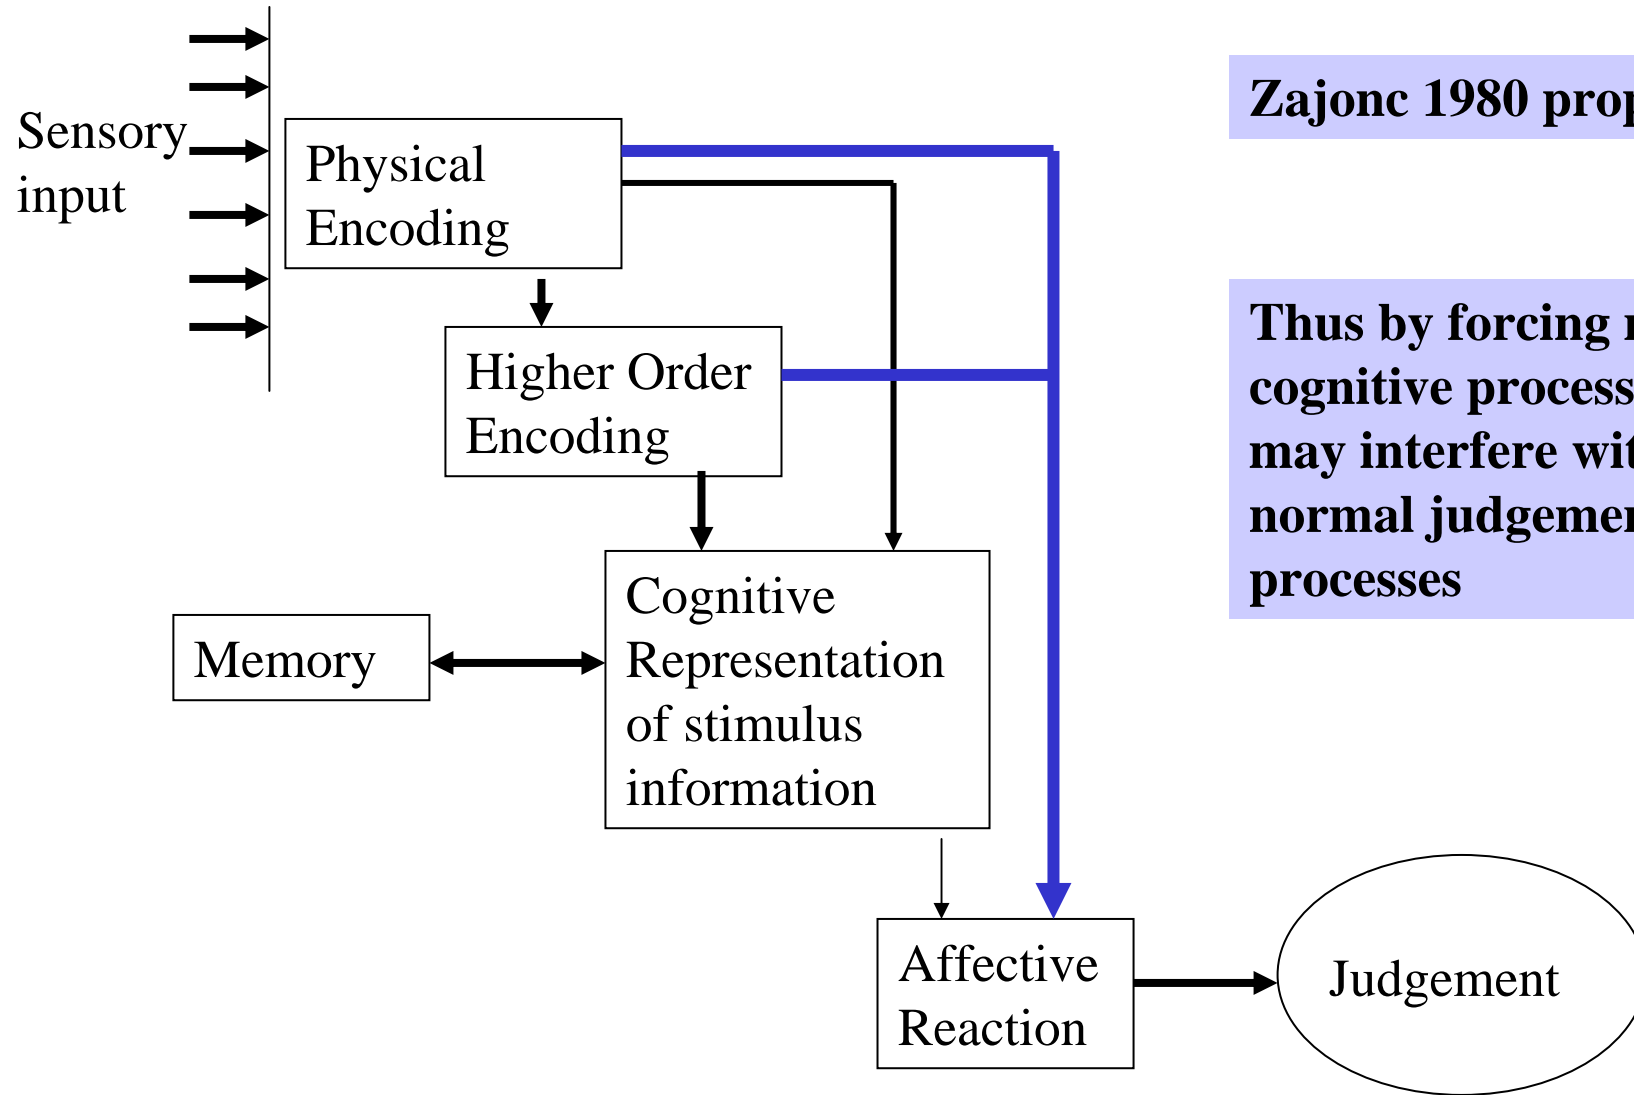 Sensory
input
Physical
Encoding
Higher Order
Encoding
Cognitive
Representation
of stimulus
information
Memory
Affective
Reaction
Judgement
Zajonc 1980
Thus by forcing
cognitive
may interfere
normal
processes